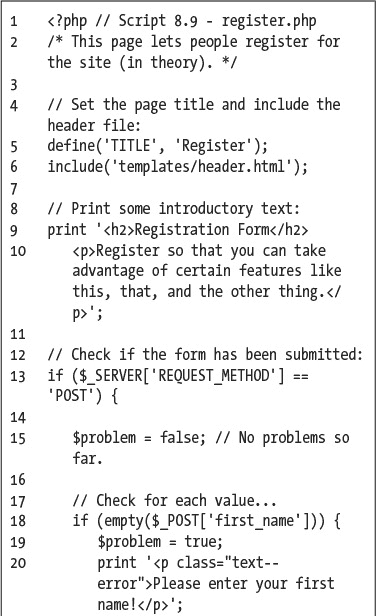 1 <?php // Script 8.9 - register.php
2 /* This page lets people register for
the site (in theory). */
3
4 // Set the page title and include the
header file:
5 define('TITLE', 'Register');
6 include('templates/header.html');
7
8 // Print some introductory text:
9 print '<h2>Registration Form</h2>
10 <p>Register so that you can take
advantage of certain features like
this, that, and the other thing.</
p>';
11
12 // Check if the form has been submitted:
13 if ($_SERVER['REQUEST_METHOD'] ==
'POST') {
14
15 $problem = false; // No problems so
far.
16
17 // Check for each value...
18 if (empty($_POST['first_name'])) {
19 $problem = true;
20 print '<p class="text--
error">Please enter your first
name!</p>';